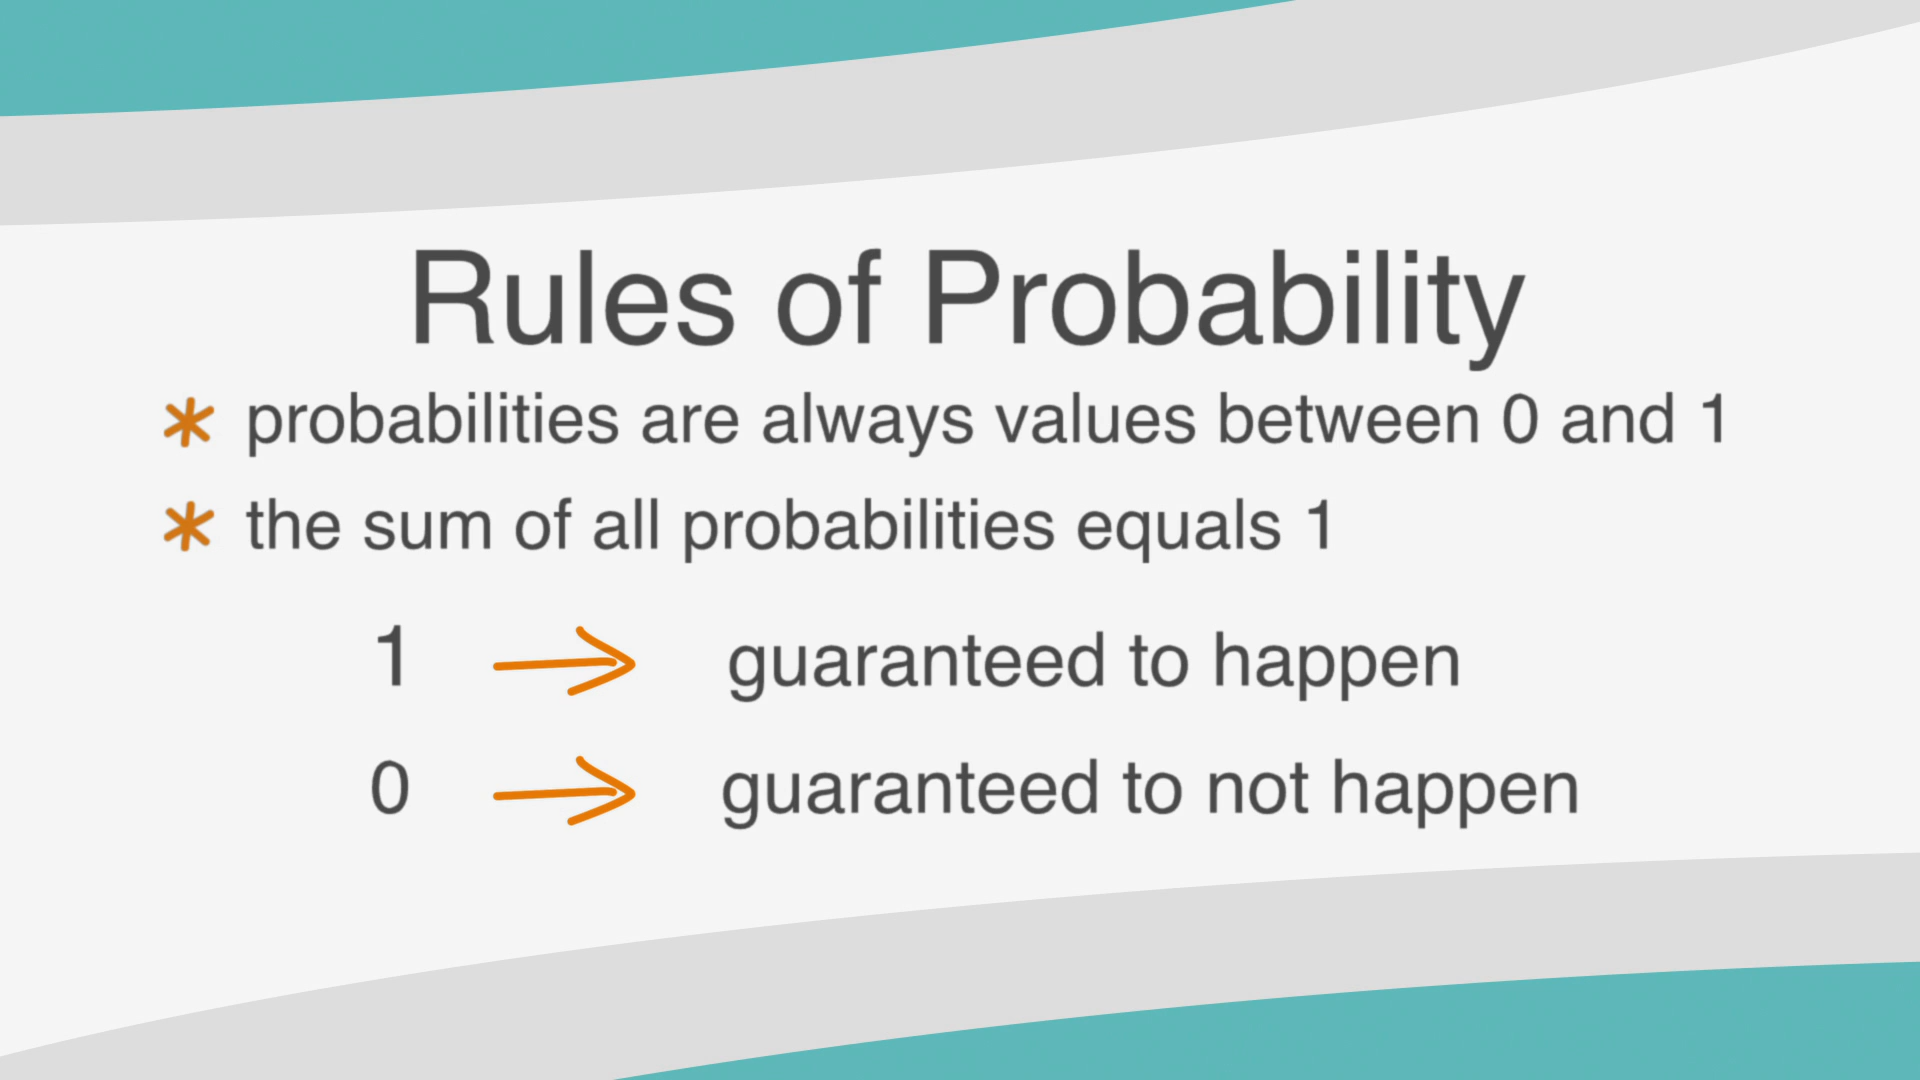 Rules of Probability
* probabilities are always values between 0 and 1
* the sum of all probabilities equals 1
1 → guaranteed to happen
0 → guaranteed to not happen